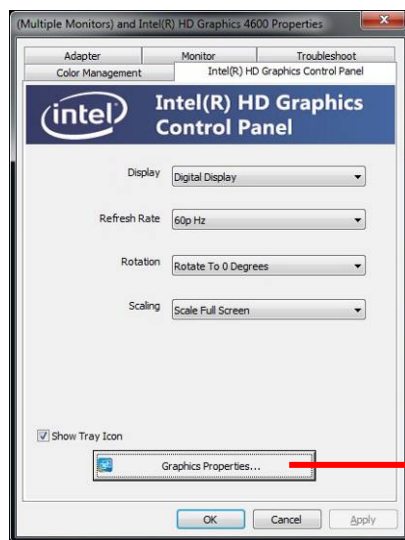 (Multiple Monitors) and Intel(R) HD Graphics 4600 Properties
Adapter Monitor Troubleshoot
Color Management Intel(R) HD Graphics Control Panel
intel Intel(R) HD Graphics
Control Panel
Display Digital Display
Refresh Rate 60p Hz
Rotation Rotate To 0 Degrees
Scaling Scale Full Screen
Show Tray Icon
Graphics Properties...
OK Cancel Apply